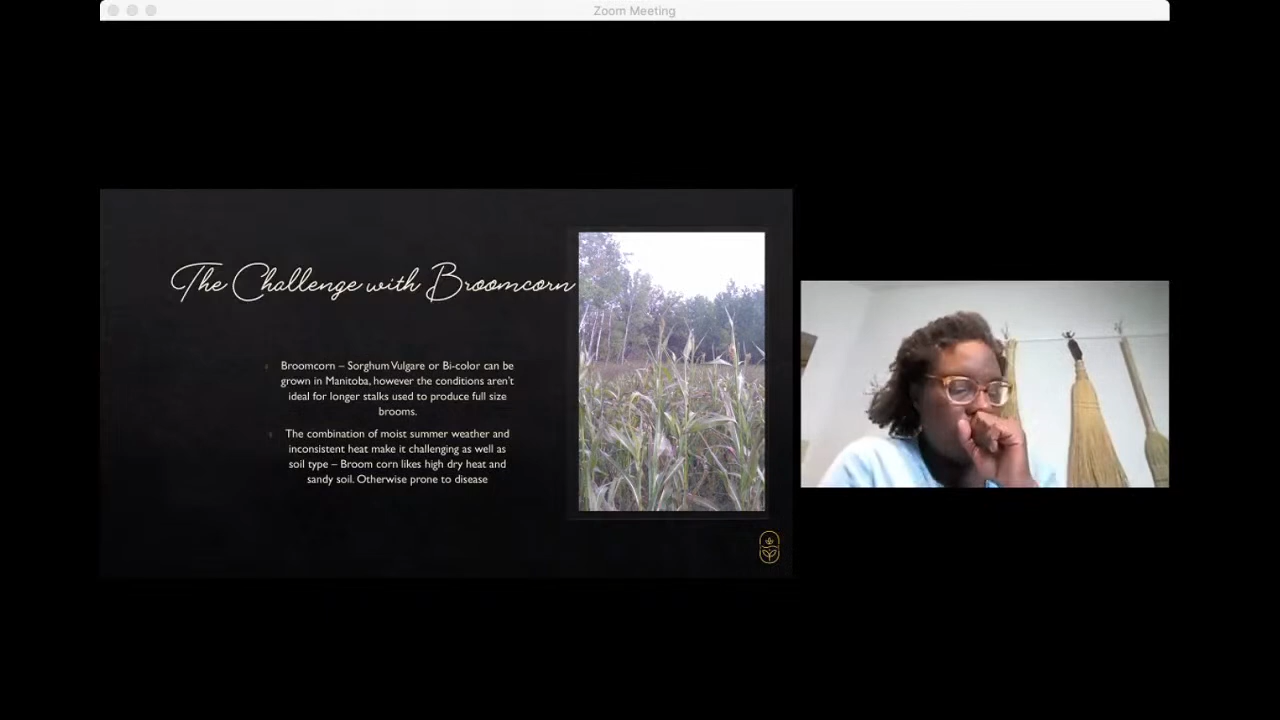 Zoom Meeting
The Challenge with Broomcorn
Broomcorn – Sorghum Vulgare or Bi-color can be
grown in Manitoba, however the conditions aren't
ideal for longer stalks used to produce full size
brooms.
The combination of moist summer weather and
inconsistent heat make it challenging as well as
soil type – Broom corn likes high dry heat and
sandy soil. Otherwise prone to disease